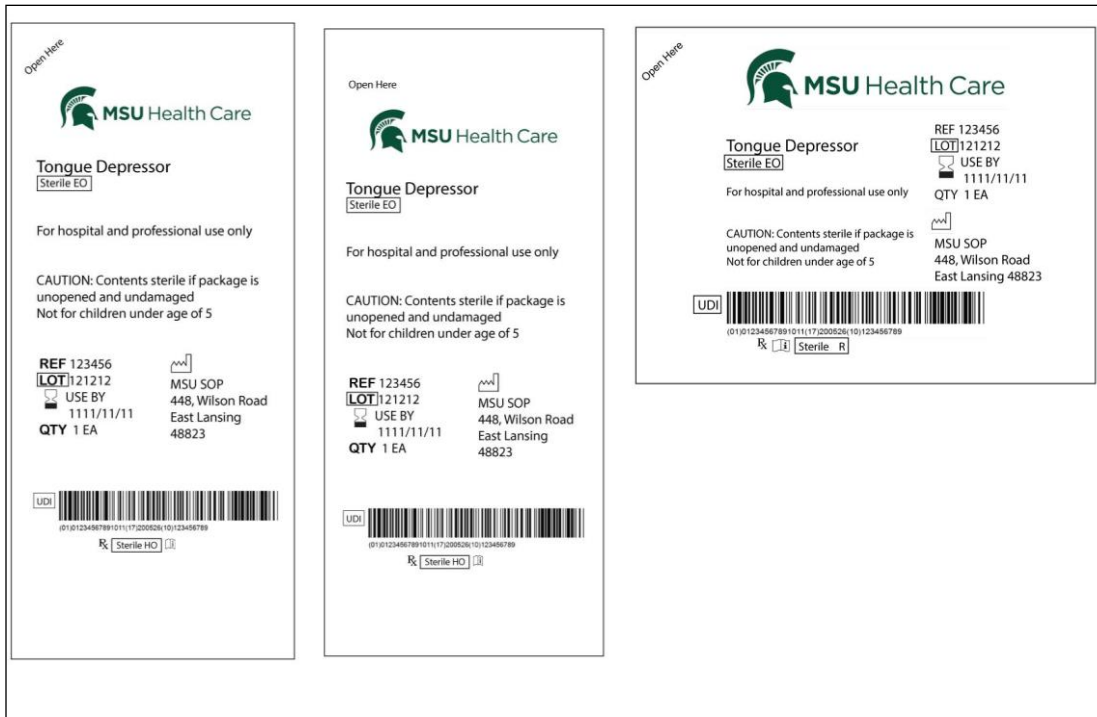 Open Here
MSU Health Care
Tongue Depressor
Sterile EO
For hospital and professional use only
CAUTION: Contents sterile if package is
unopened and undamaged
Not for children under age of 5
REF 123456
LOT 121212
USE BY
1111/11/11
QTY 1 EA
MSU SOP
448, Wilson Road
East Lansing
48823
UDI
(01)01234567891011(17)200526(10)123456789
Rx Sterile HO
Open Here
MSU Health Care
Tongue Depressor
Sterile EO
For hospital and professional use only
CAUTION: Contents sterile if package is
unopened and undamaged
Not for children under age of 5
REF 123456
LOT 121212
USE BY
1111/11/11
QTY 1 EA
MSU SOP
448, Wilson Road
East Lansing
48823
UDI
(01)01234567891011(17)200526(10)123456789
Rx Sterile HO
Open Here
MSU Health Care
Tongue Depressor
Sterile EO
For hospital and professional use only
CAUTION: Contents sterile if package is
unopened and undamaged
Not for children under age of 5
REF 123456
LOT 121212
USE BY
1111/11/11
QTY 1 EA
MSU SOP
448, Wilson Road
East Lansing 48823
UDI
(01)01234567891011(17)200526(10)123456789
Rx i Sterile R